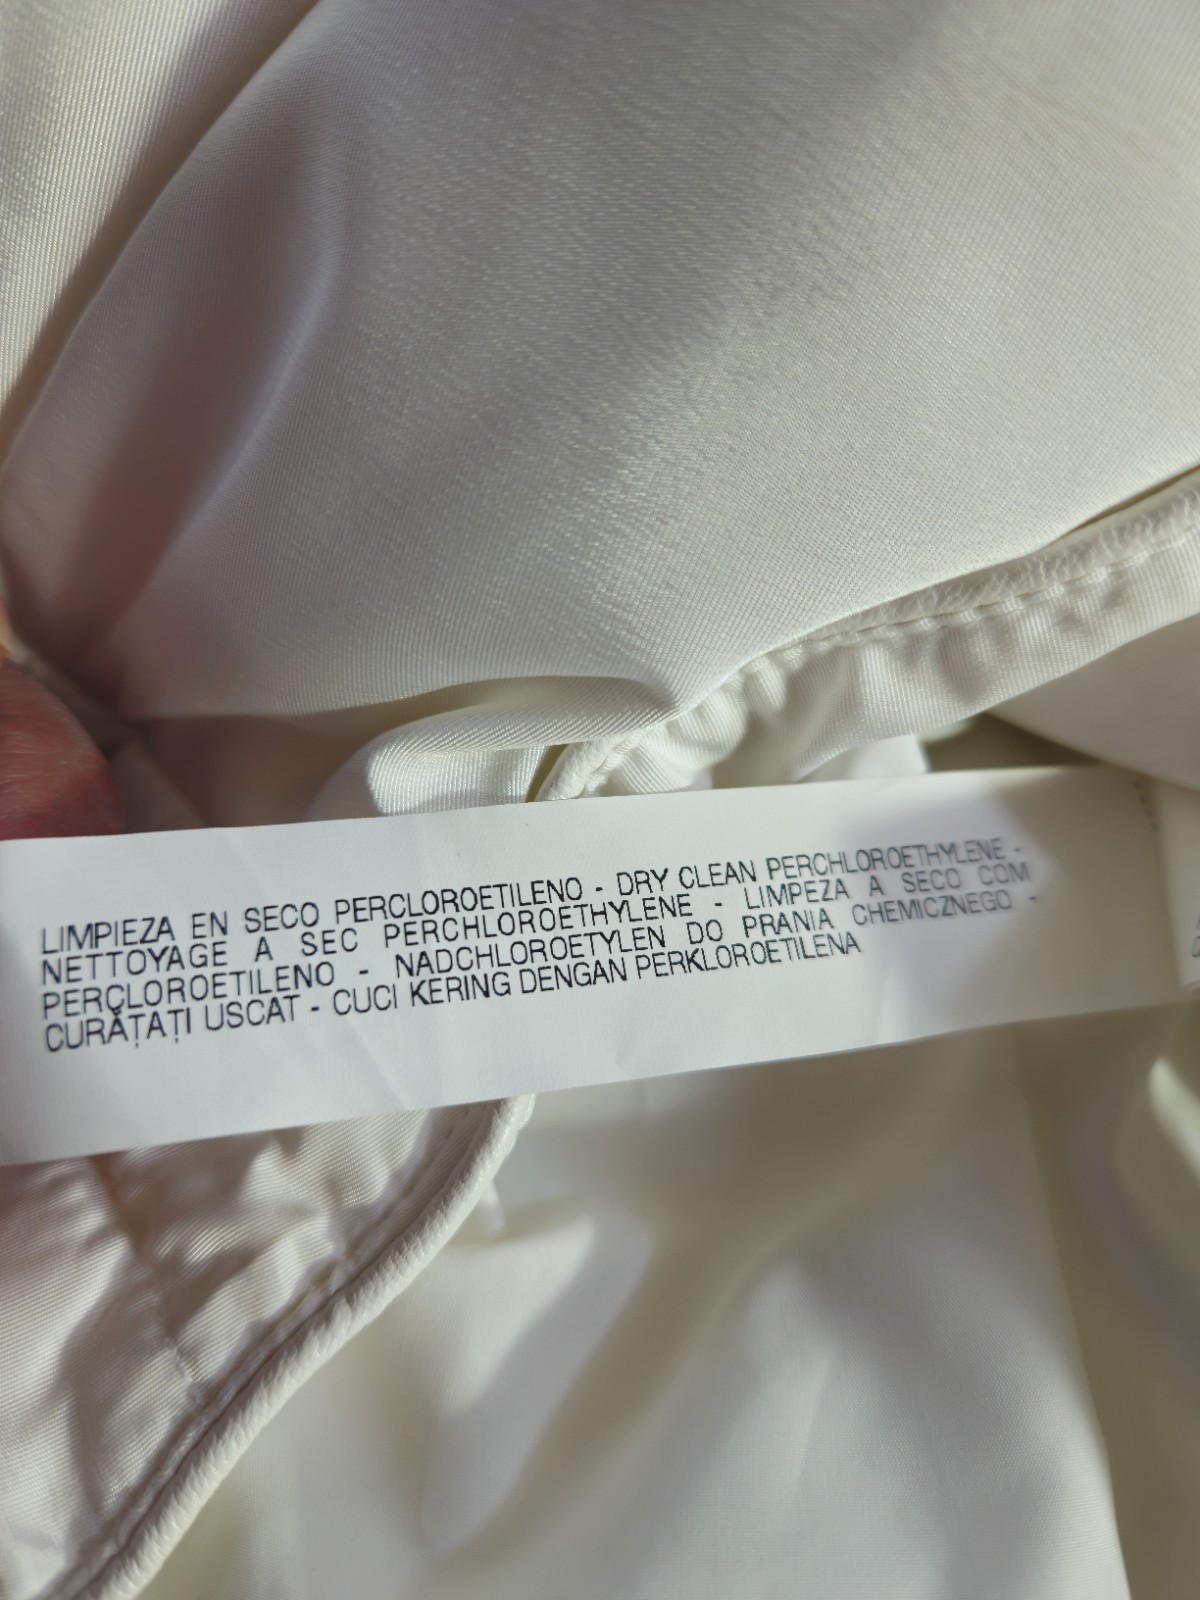 LIMPIEZA EN SECO PERCLOROETILENO - DRY CLEAN PERCHLOROETHYLENE -
NETTOYAGE A SEC PERCHLOROETHYLENE - LIMPEZA A SECO COM
PERCLOROETILENO - NADCHLOROETYLEN DO PRANIA CHEMICZNEGO -
CURĂȚAȚI USCAT - CUCI KERING DENGAN PERKLOROETILENA